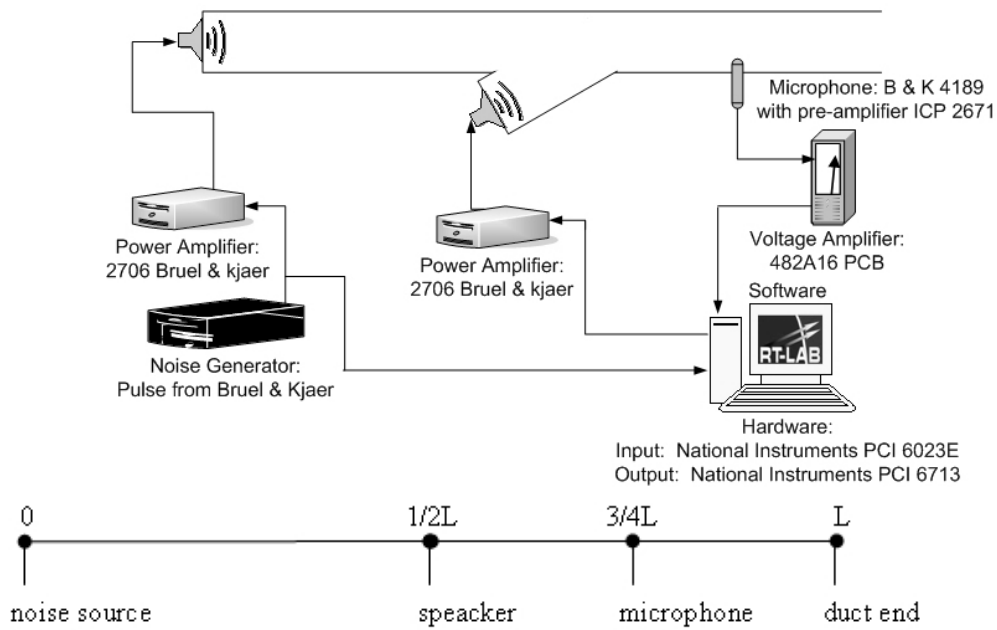 Microphone: B & K 4189
with pre-amplifier ICP 2671
Power Amplifier:
2706 Bruel & kjaer
Power Amplifier:
2706 Bruel & kjaer
Voltage Amplifier:
482A16 PCB
Software
RT-LAB
Noise Generator:
Pulse from Bruel & Kjaer
Hardware:
Input: National Instruments PCI 6023E
Output: National Instruments PCI 6713
0 1/2L 3/4L L
noise source speacker microphone duct end